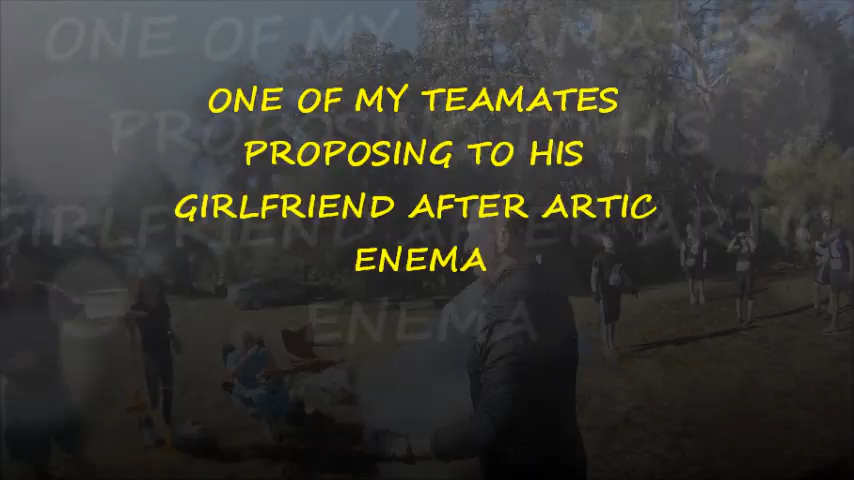 ONE OF MY TEAMATES
PROPOSING TO HIS
GIRLFRIEND AFTER ARTIC
ENEMA